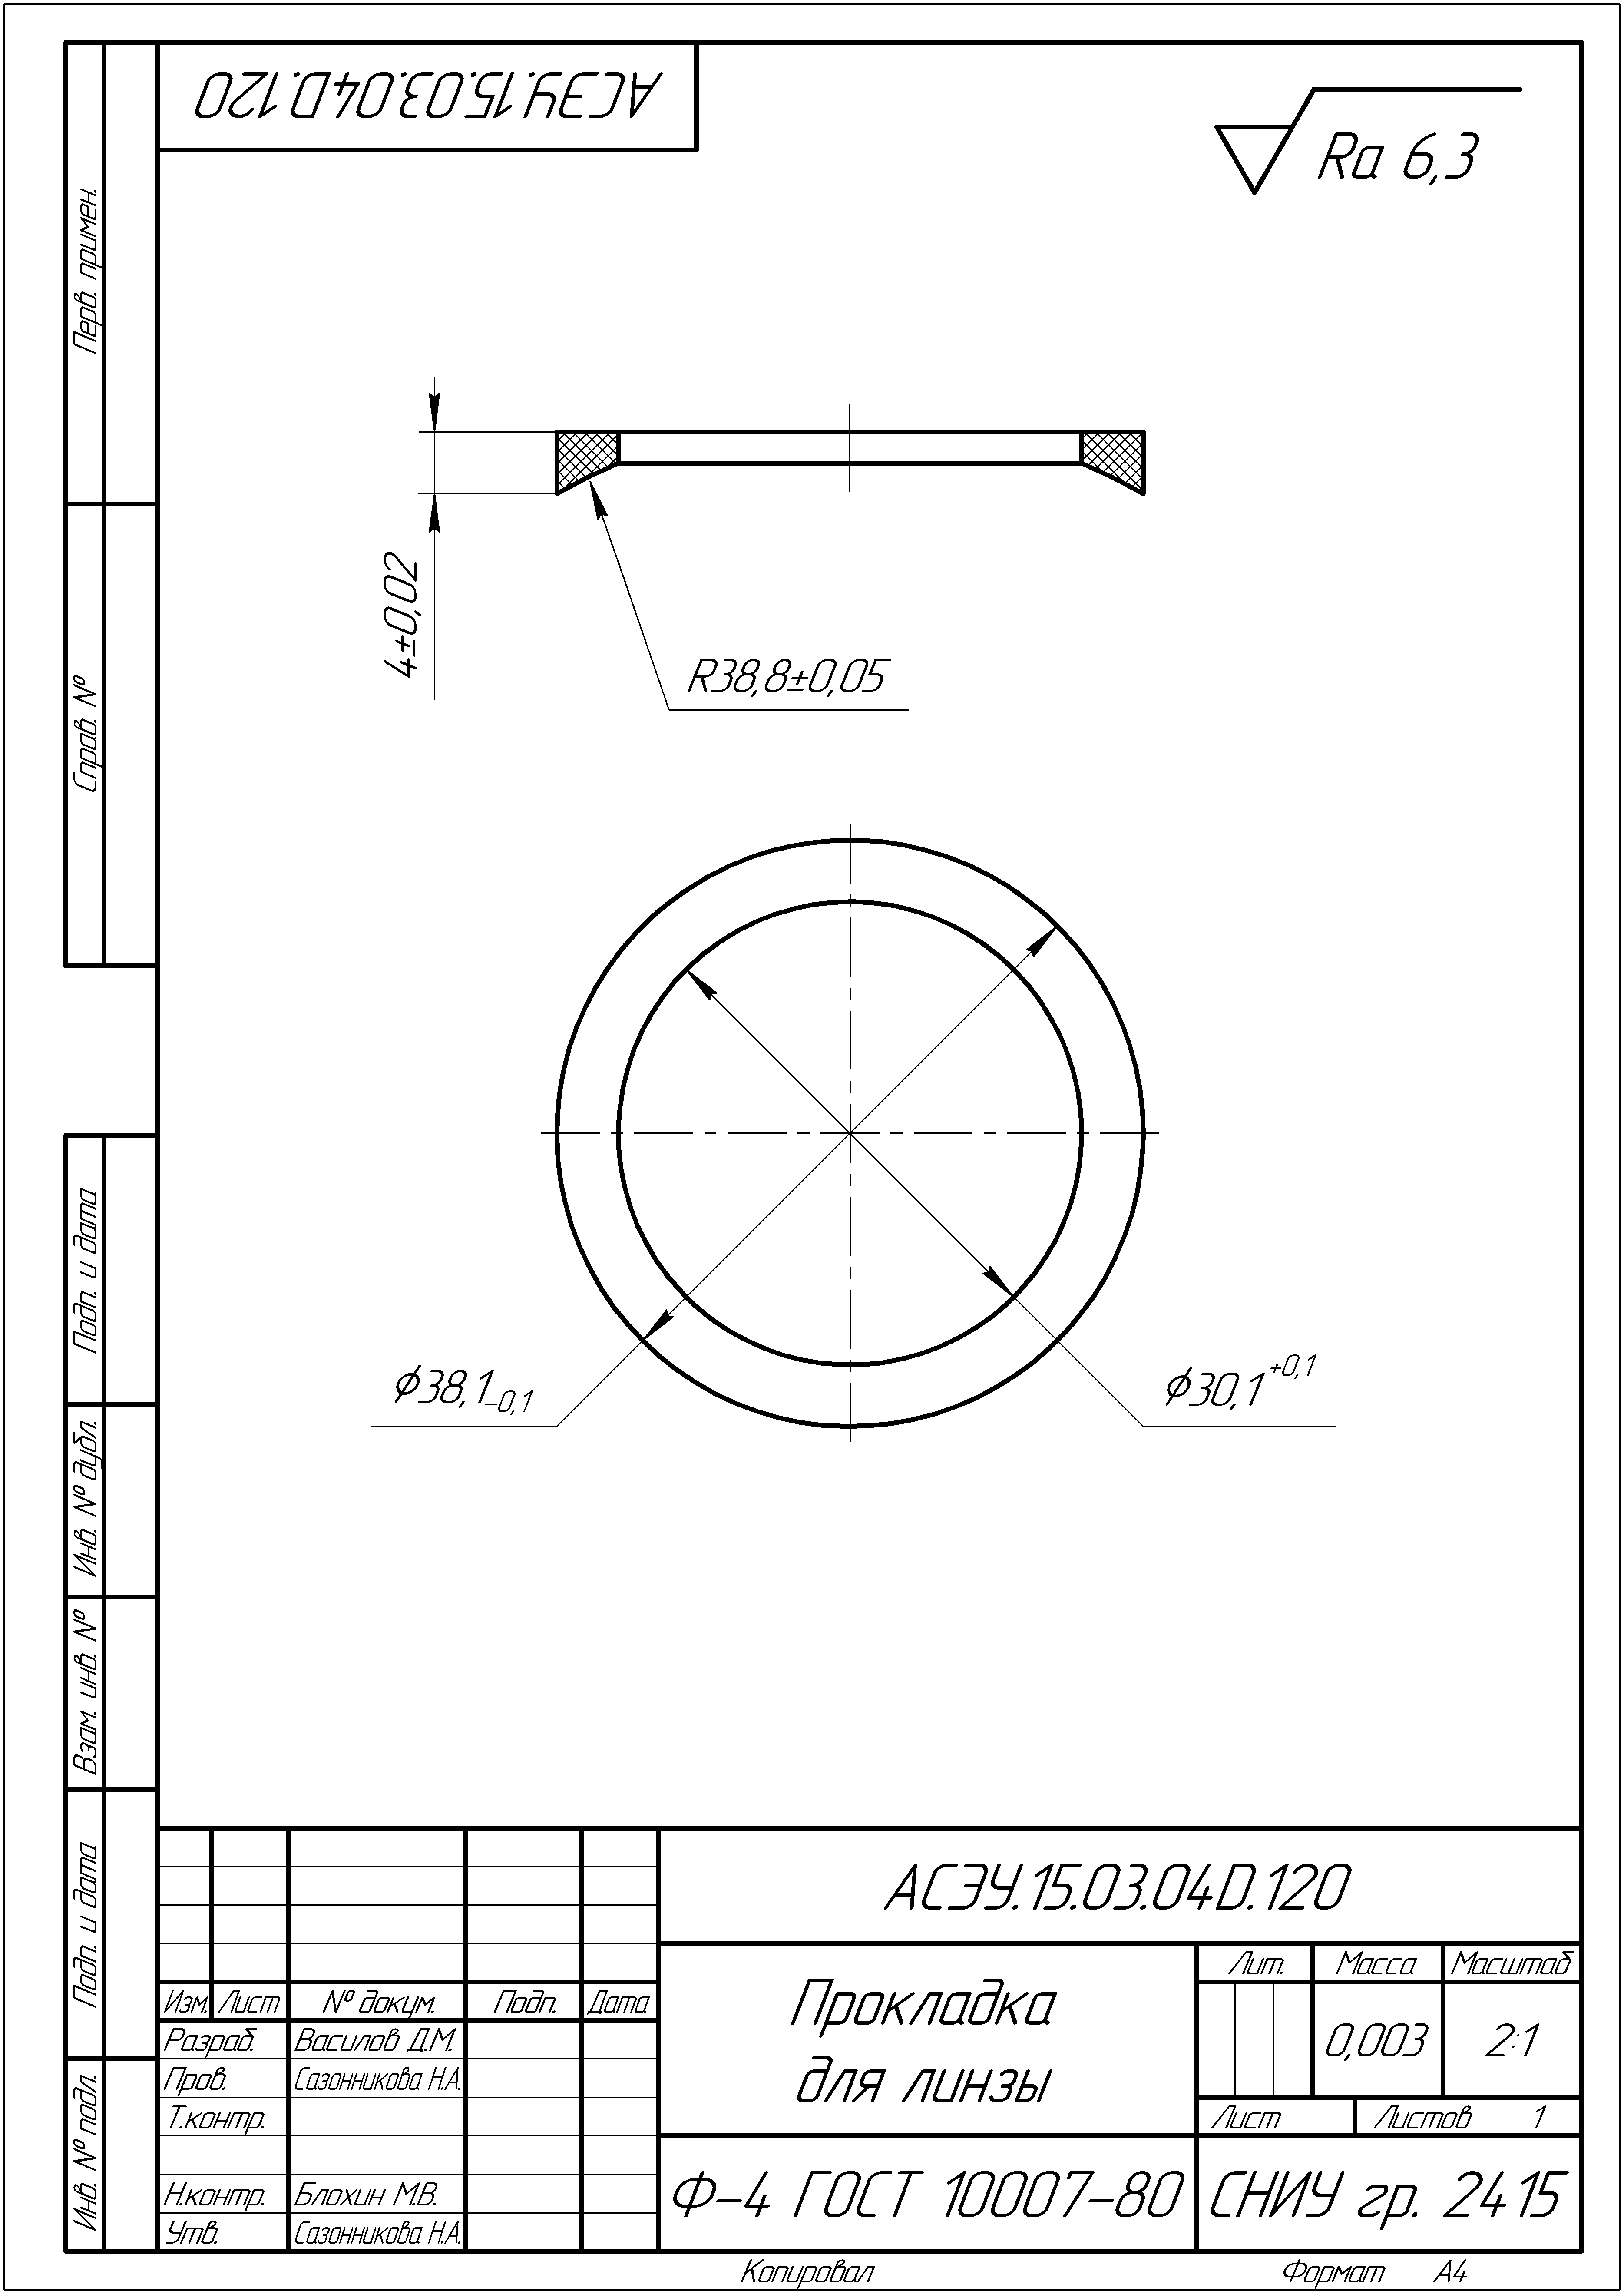 АСЭУ.15.03.04D.120
Ra 6,3
Перв. примен.
Справ. №
4±0,02
R38,8±0,05
ϕ38,1-0,1
ϕ30,1+0,1
Подп. и дата
Инв. № дубл.
Взам. инв. №
Подп. и дата
Инв. № подл.
АСЭУ.15.03.04D.120
Изм. Лист № докум. Подп. Дата
Разраб. Василов Д.М.
Пров. Сазонникова Н.А.
Т.контр.
Н.контр. Блохин М.В.
Утв. Сазонникова Н.А.
Прокладка
для линзы
Лит. Масса Масштаб
0,003 2:1
Лист Листов 1
Ф-4 ГОСТ 10007-80
СНИУ гр. 2415
Копировал Формат А4